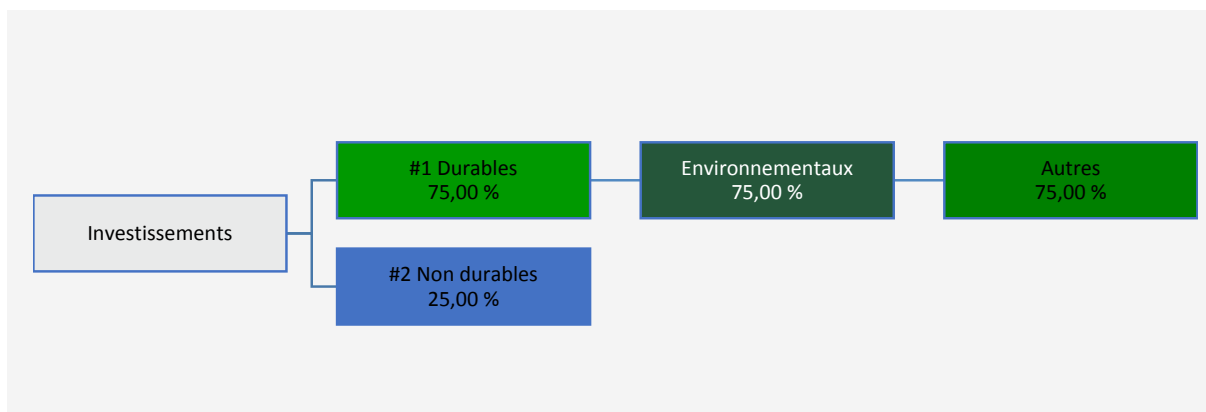 Investissements
#1 Durables
75,00 %
Environnementaux
75,00 %
Autres
75,00 %
#2 Non durables
25,00 %